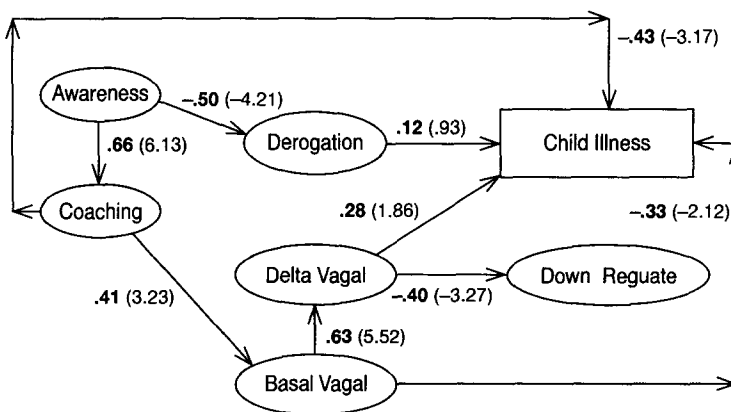 –.43 (–3.17)
Awareness
–.50 (–4.21)
Derogation
.12 (.93)
Child Illness
.66 (6.13)
Coaching
.28 (1.86)
–.33 (–2.12)
Delta Vagal
Down Reguate
–.40 (–3.27)
.41 (3.23)
.63 (5.52)
Basal Vagal